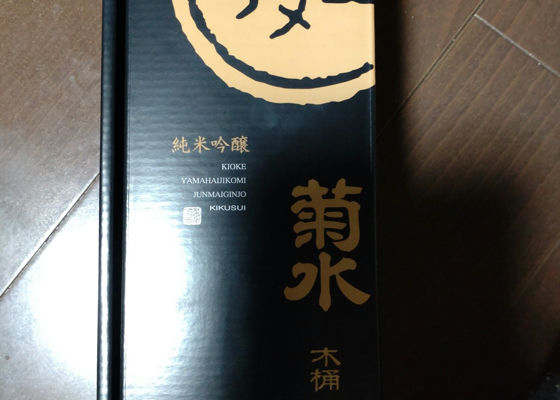 純米吟醸
KIOKE
YAMAHAIJIKOMI
JUNMAIGINJO
KIKUSUI
菊水
木桶